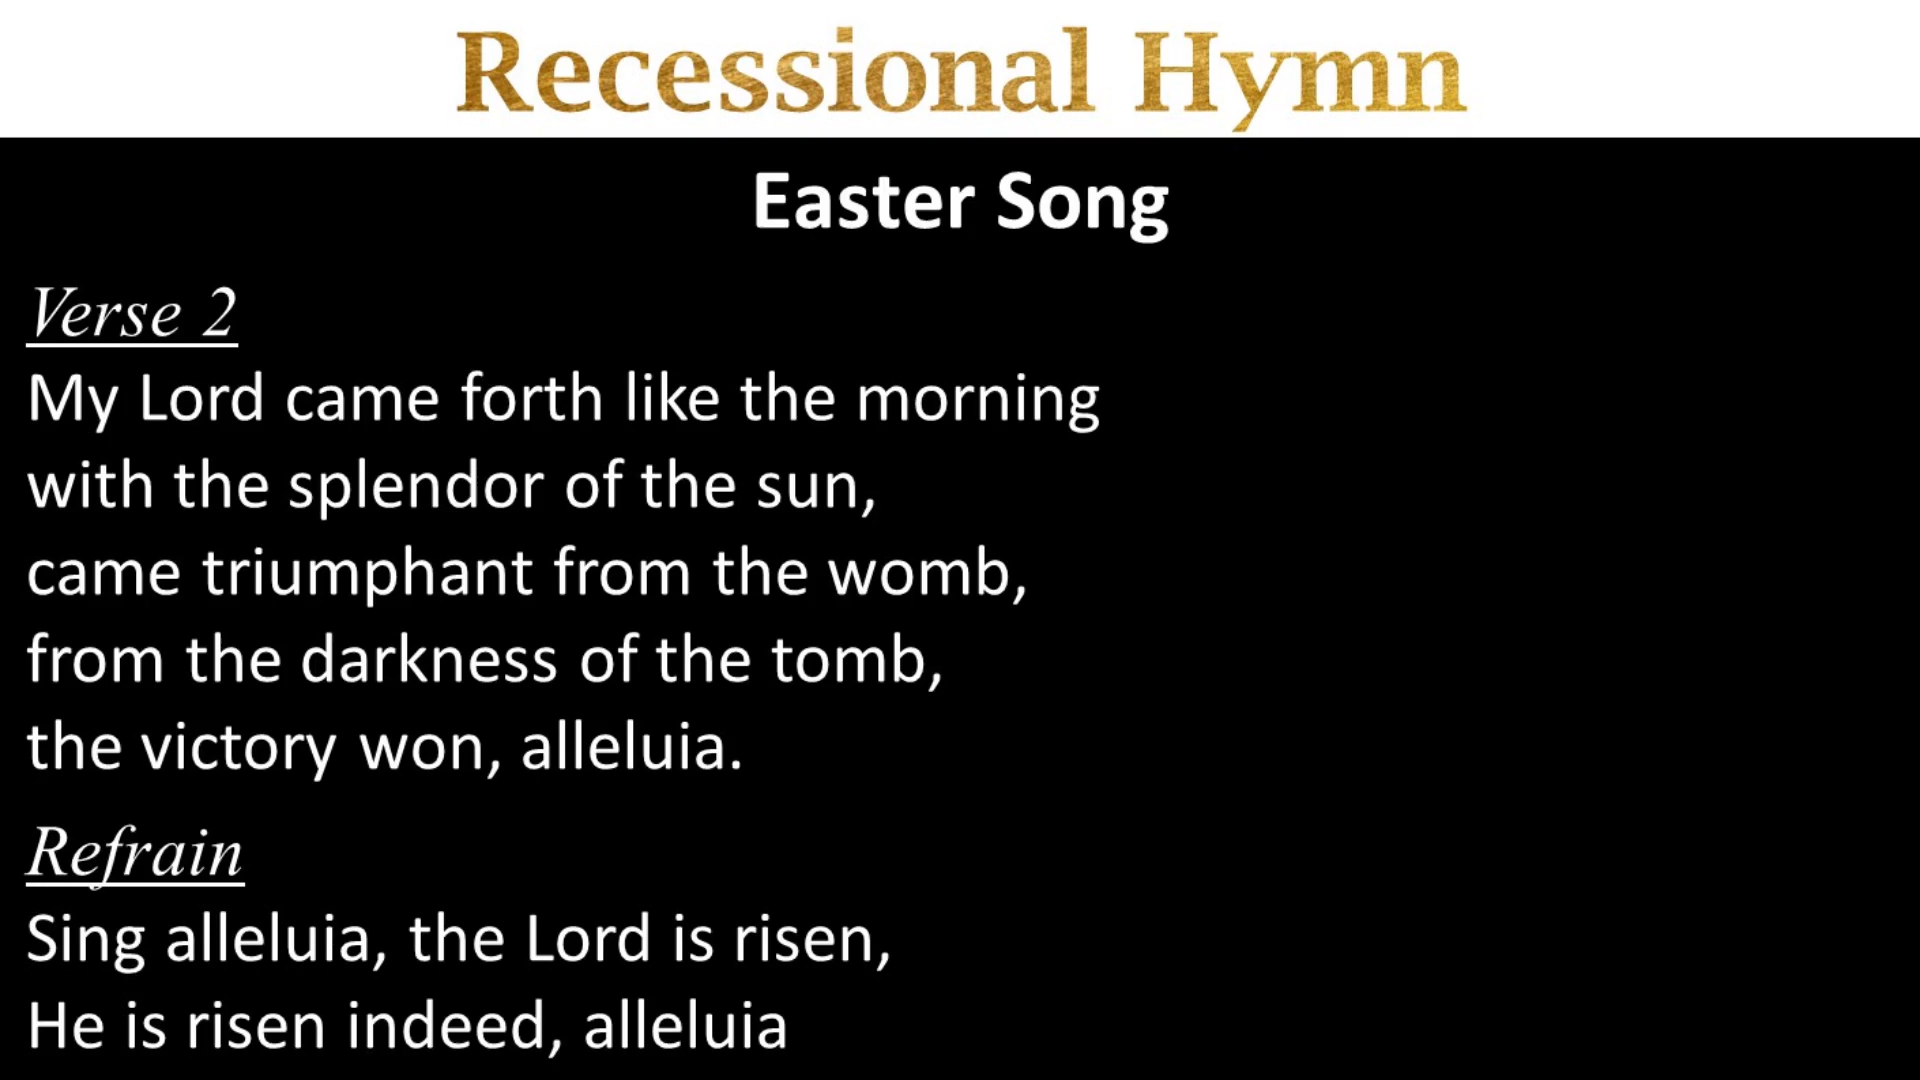 Recessional Hymn
Easter Song
Verse 2
My Lord came forth like the morning
with the splendor of the sun,
came triumphant from the womb,
from the darkness of the tomb,
the victory won, alleluia.
Refrain
Sing alleluia, the Lord is risen,
He is risen indeed, alleluia